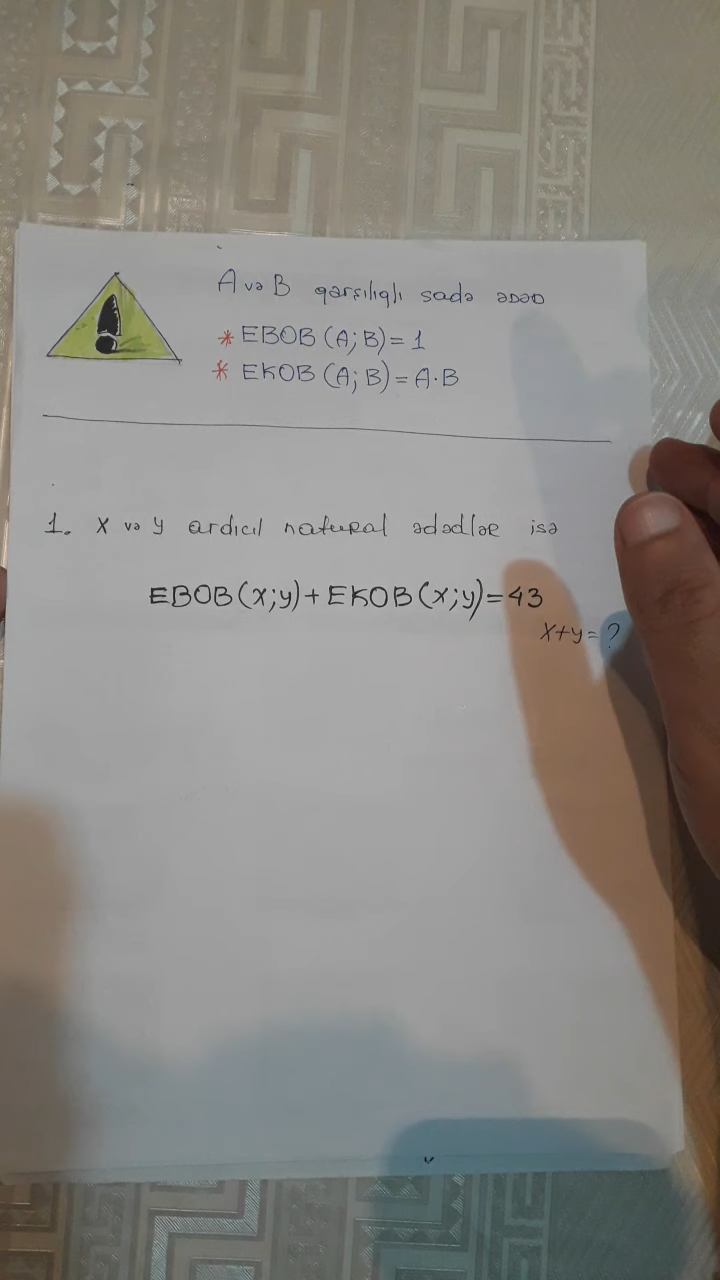 A və B qarşılıqlı sadə ədəd
* EBOB (A; B) = 1
* EKOB (A; B) = A·B
1. X və y ardıcıl natural ədədlər isə
EBOB (x;y) + EKOB (x;y) = 43
x+y = ?